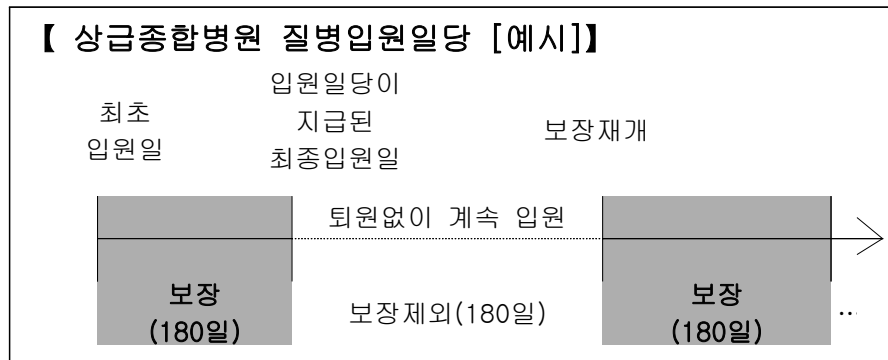 【 상급종합병원 질병입원일당 [예시]】
최초
입원일
입원일당이
지급된
최종입원일
보장재개
퇴원없이 계속 입원
보장
(180일)
보장제외(180일)
보장
(180일)
…